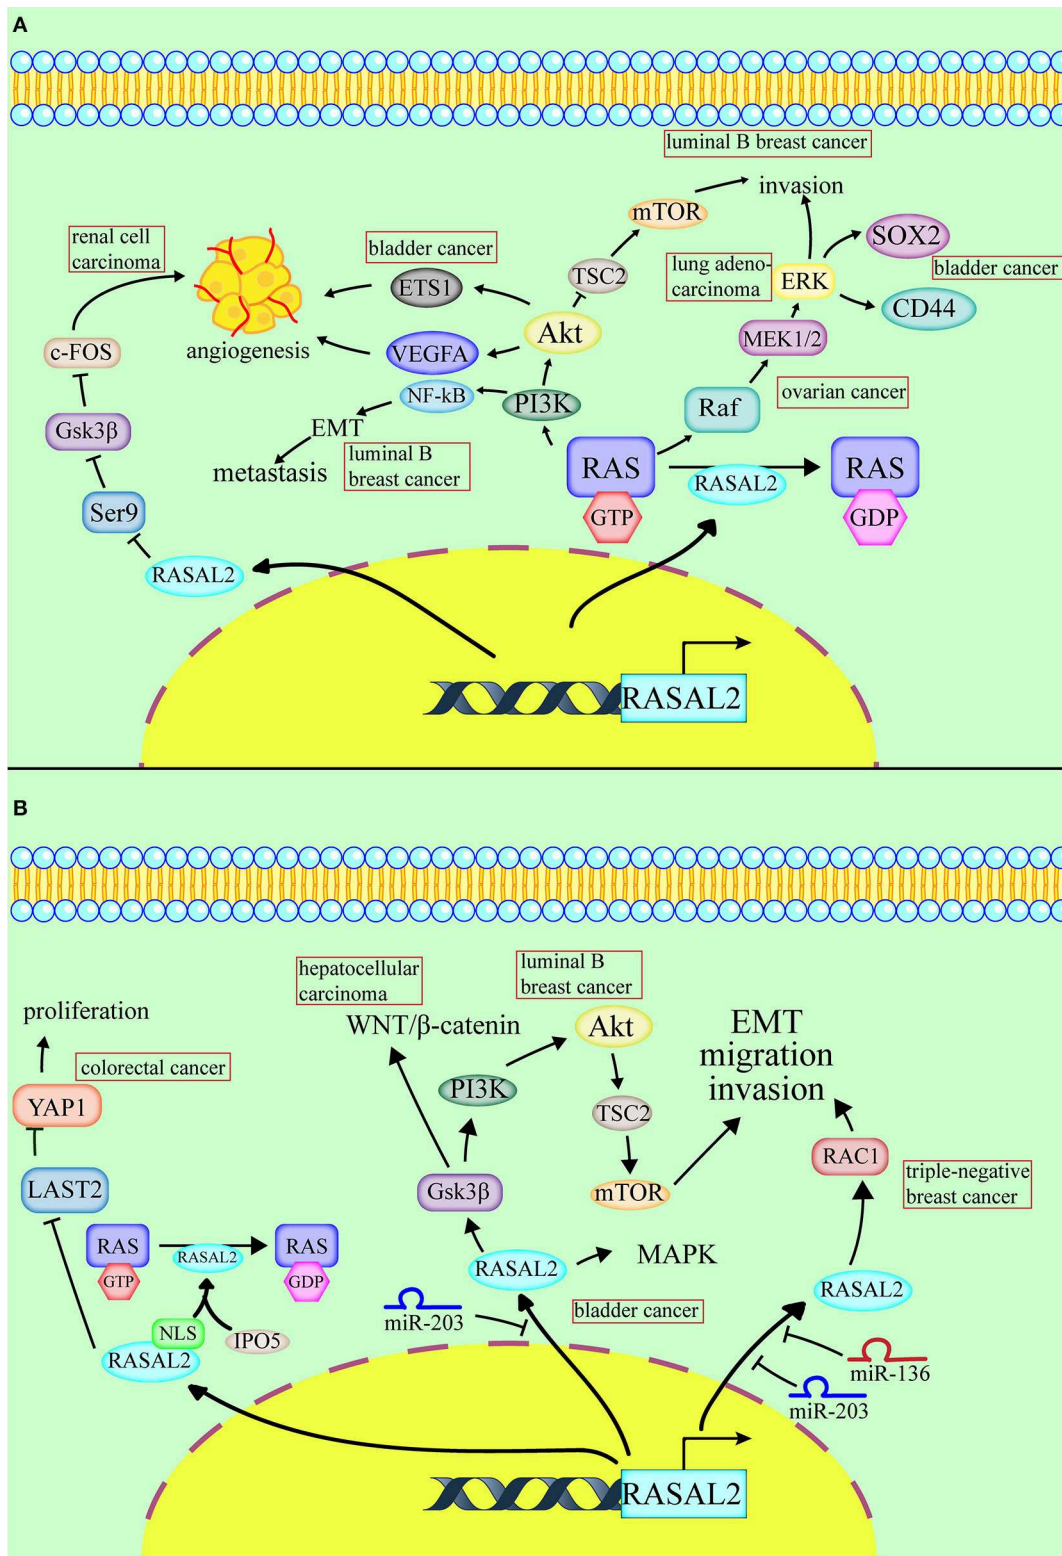 A
luminal B breast cancer
invasion
mTOR
SOX2
renal cell
carcinoma
bladder cancer
TSC2
lung adeno-
carcinoma
ERK
bladder cancer
ETS1
CD44
Akt
MEK1/2
c-FOS
angiogenesis
VEGFA
NF-kB
PI3K
ovarian cancer
Raf
Gsk3β
EMT
metastasis
luminal B
breast cancer
RAS
RASAL2
RAS
GTP
GDP
Ser9
RASAL2
RASAL2
B
hepatocellular
carcinoma
luminal B
breast cancer
proliferation
WNT/β-catenin
Akt
EMT
migration
invasion
colorectal cancer
PI3K
YAP1
TSC2
RAC1
LAST2
Gsk3β
mTOR
triple-negative
breast cancer
RAS
RASAL2
RAS
GTP
GDP
RASAL2
MAPK
RASAL2
miR-203
bladder cancer
NLS
IPO5
RASAL2
miR-136
miR-203
RASAL2